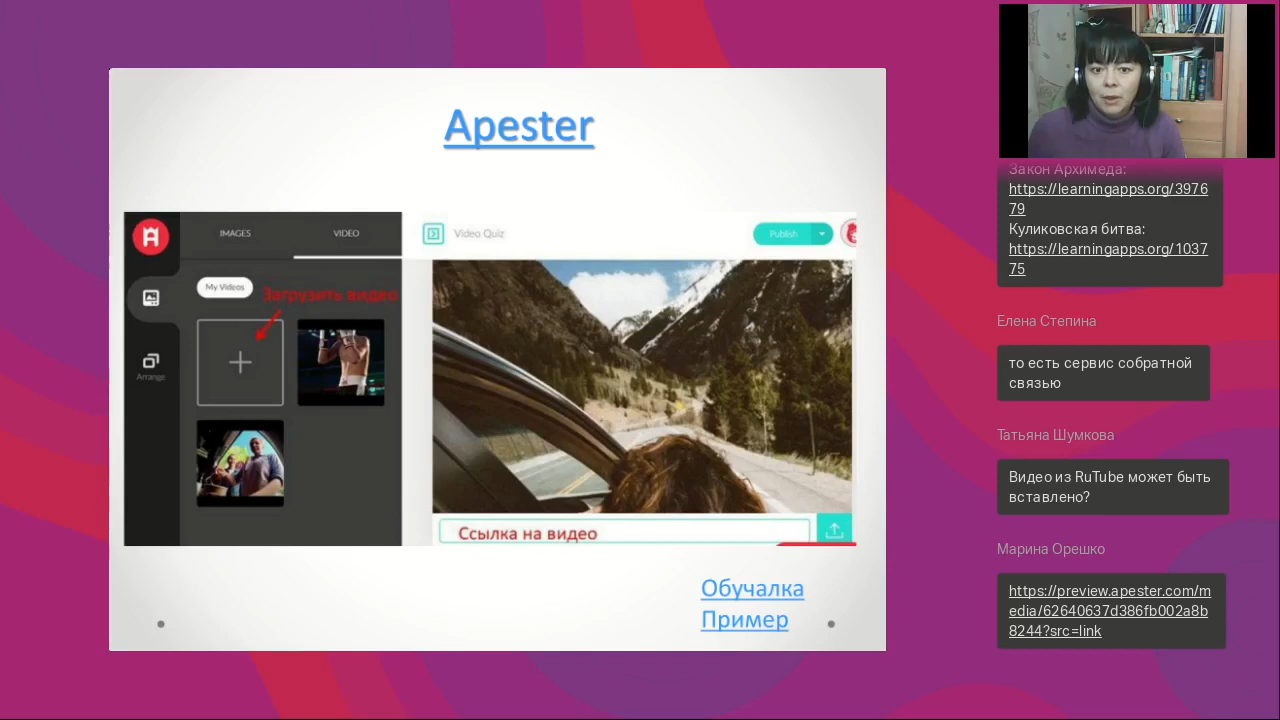 Apester
IMAGES
VIDEO
Video Quiz
Publish
My Videos
Загрузить видео
Arrange
Ссылка на видео
Обучалка
Пример
Закон Архимеда:
https://learningapps.org/3976
79
Куликовская битва:
https://learningapps.org/1037
75
Елена Степина
то есть сервис собратной
связью
Татьяна Шумкова
Видео из RuTube может быть
вставлено?
Марина Орешко
https://preview.apester.com/m
edia/62640637d386fb002a8b
8244?src=link